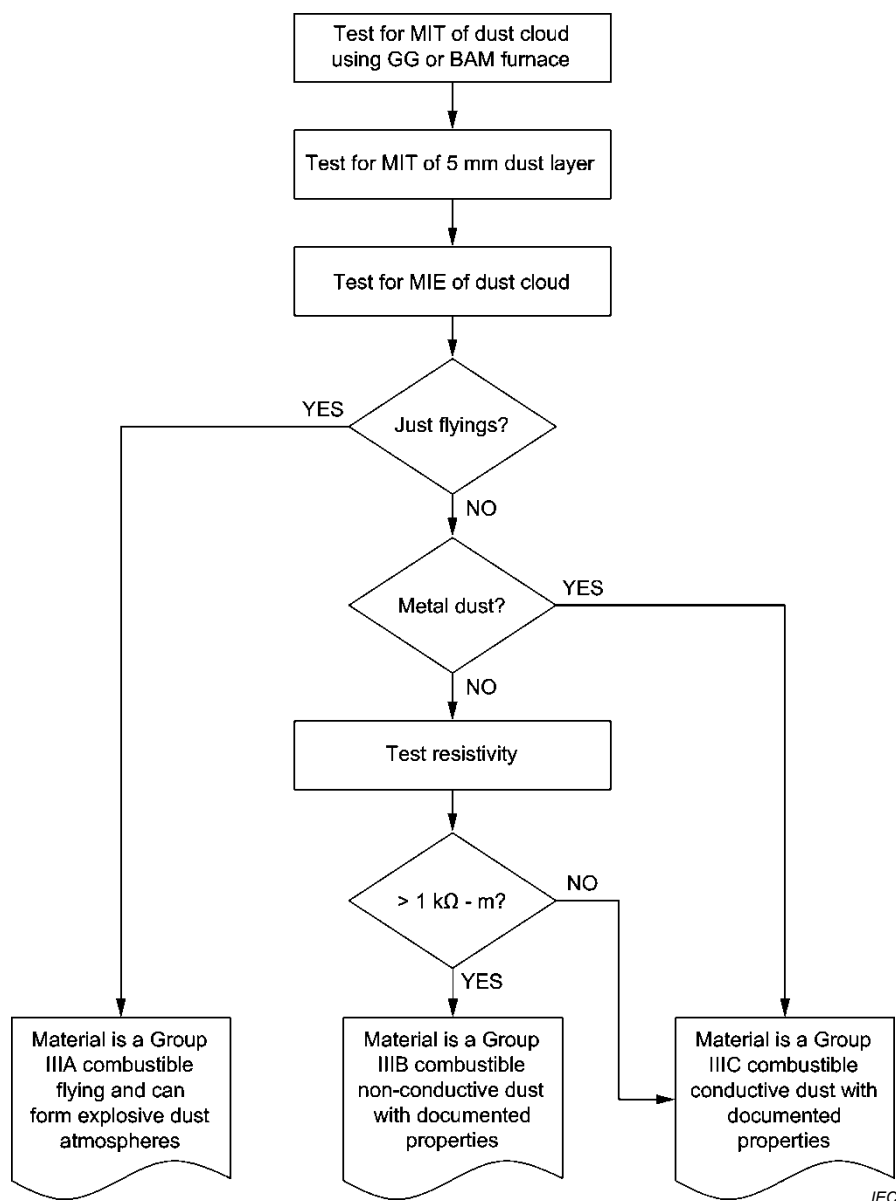 Test for MIT of dust cloud
using GG or BAM furnace
Test for MIT of 5 mm dust layer
Test for MIE of dust cloud
YES
Just flyings?
NO
Metal dust?
YES
NO
Test resistivity
> 1 kΩ - m?
NO
YES
Material is a Group
IIIA combustible
flying and can
form explosive dust
atmospheres
Material is a Group
IIIB combustible
non-conductive dust
with documented
properties
Material is a Group
IIIC combustible
conductive dust with
documented
properties